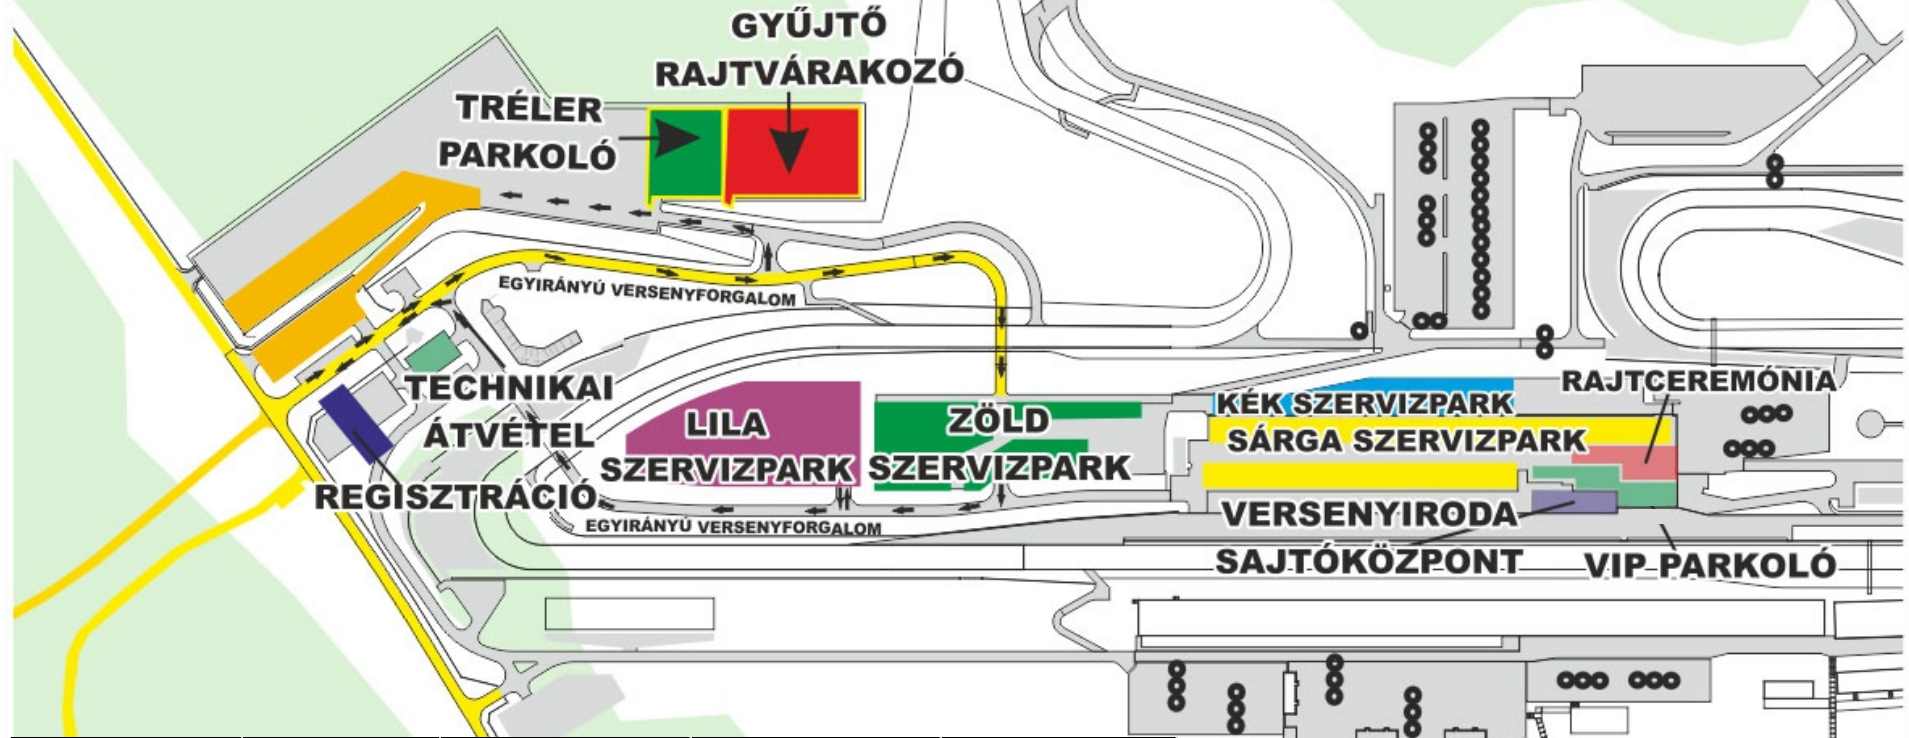 GYŰJTŐ
RAJTVÁRAKOZÓ
TRÉLER
PARKOLÓ
EGYIRÁNYÚ VERSENYFORGALOM
TECHNIKAI
ÁTVÉTEL
REGISZTRÁCIÓ
LILA
SZERVIZPARK
ZÖLD
SZERVIZPARK
EGYIRÁNYÚ VERSENYFORGALOM
RAJTCEREMÓNIA
KÉK SZERVIZPARK
SÁRGA SZERVIZPARK
VERSENYIRODA
SAJTÓKÖZPONT
VIP PARKOLÓ